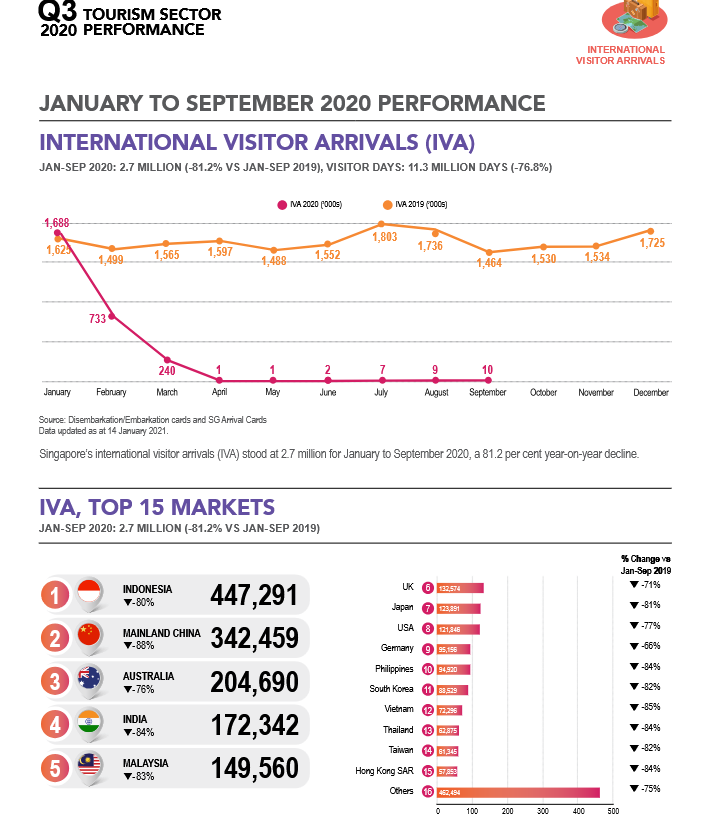 Q3 TOURISM SECTOR
2020 PERFORMANCE
INTERNATIONAL
VISITOR ARRIVALS
JANUARY TO SEPTEMBER 2020 PERFORMANCE
INTERNATIONAL VISITOR ARRIVALS (IVA)
JAN-SEP 2020: 2.7 MILLION (-81.2% VS JAN-SEP 2019), VISITOR DAYS: 11.3 MILLION DAYS (-76.8%)
IVA 2020 ('000s) IVA 2019 ('000s)
1,688
1,625 1,499 1,565 1,597 1,488 1,552 1,803 1,736 1,464 1,530 1,534 1,725
733
240 1 1 2 7 9 10
January February March April May June July August September October November December
Source: Disembarkation/Embarkation cards and SG Arrival Cards
Data updated as at 14 January 2021.
Singapore's international visitor arrivals (IVA) stood at 2.7 million for January to September 2020, a 81.2 per cent year-on-year decline.
IVA, TOP 15 MARKETS
JAN-SEP 2020: 2.7 MILLION (-81.2% VS JAN-SEP 2019)
1 INDONESIA 447,291
▼-80%
2 MAINLAND CHINA 342,459
▼-88%
3 AUSTRALIA 204,690
▼-76%
4 INDIA 172,342
▼-84%
5 MALAYSIA 149,560
▼-83%
% Change vs
Jan-Sep 2019
UK 6 132,574 ▼ -71%
Japan 7 123,891 ▼ -81%
USA 8 121,846 ▼ -77%
Germany 9 95,156 ▼ -66%
Philippines 10 94,920 ▼ -84%
South Korea 11 88,529 ▼ -82%
Vietnam 12 72,296 ▼ -85%
Thailand 13 62,875 ▼ -84%
Taiwan 14 61,345 ▼ -82%
Hong Kong SAR 15 57,853 ▼ -84%
Others 16 462,494 ▼ -75%
0 100 200 300 400 500